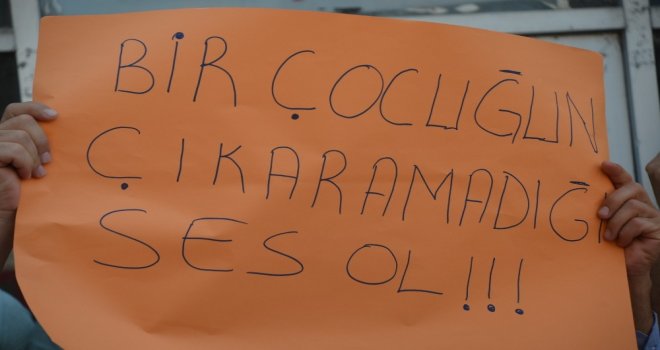 BİR ÇOCUĞUN
ÇIKARAMADIĞI
SES OL!!!